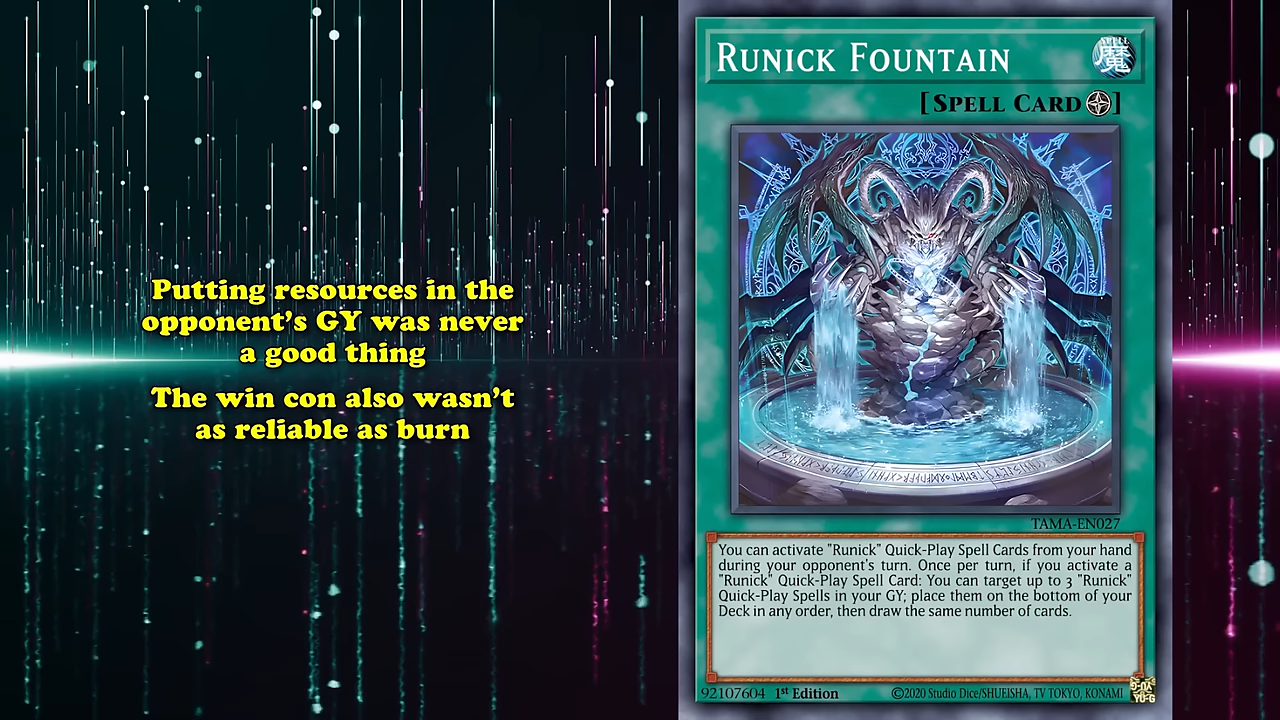 Putting resources in the
opponent's GY was never
a good thing
The win con also wasn't
as reliable as burn
RUNICK FOUNTAIN
SPELL
魔
[SPELL CARD]
TAMA-EN027
You can activate "Runick" Quick-Play Spell Cards from your hand
during your opponent's turn. Once per turn, if you activate a
"Runick" Quick-Play Spell Card: You can target up to 3 "Runick"
Quick-Play Spells in your GY; place them on the bottom of your
Deck in any order, then draw the same number of cards.
92107604 1st Edition ©2020 Studio Dice/SHUEISHA, TV TOKYO, KONAMI